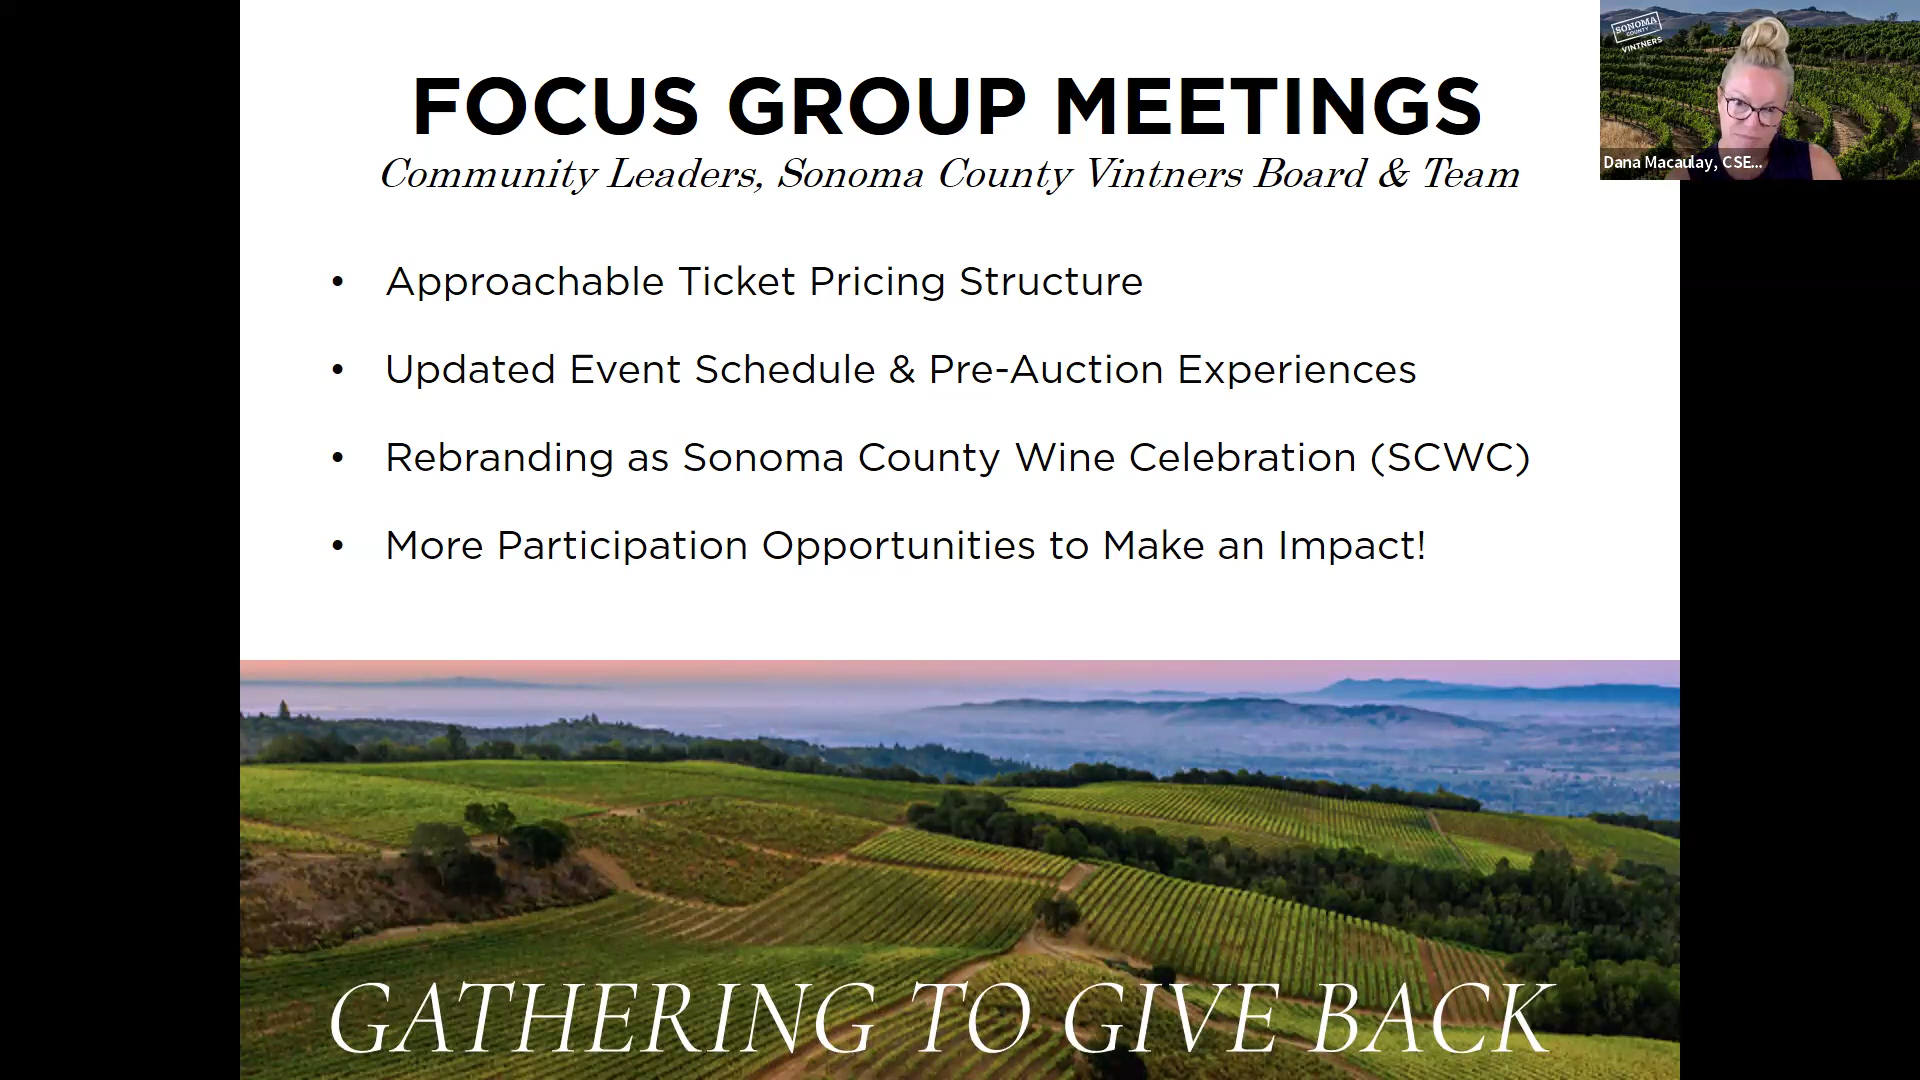 FOCUS GROUP MEETINGS
Community Leaders, Sonoma County Vintners Board & Team
• Approachable Ticket Pricing Structure
• Updated Event Schedule & Pre-Auction Experiences
• Rebranding as Sonoma County Wine Celebration (SCWC)
• More Participation Opportunities to Make an Impact!
GATHERING TO GIVE BACK
SONOMA
COUNTY
VINTNERS
Dana Macaulay, CSE...